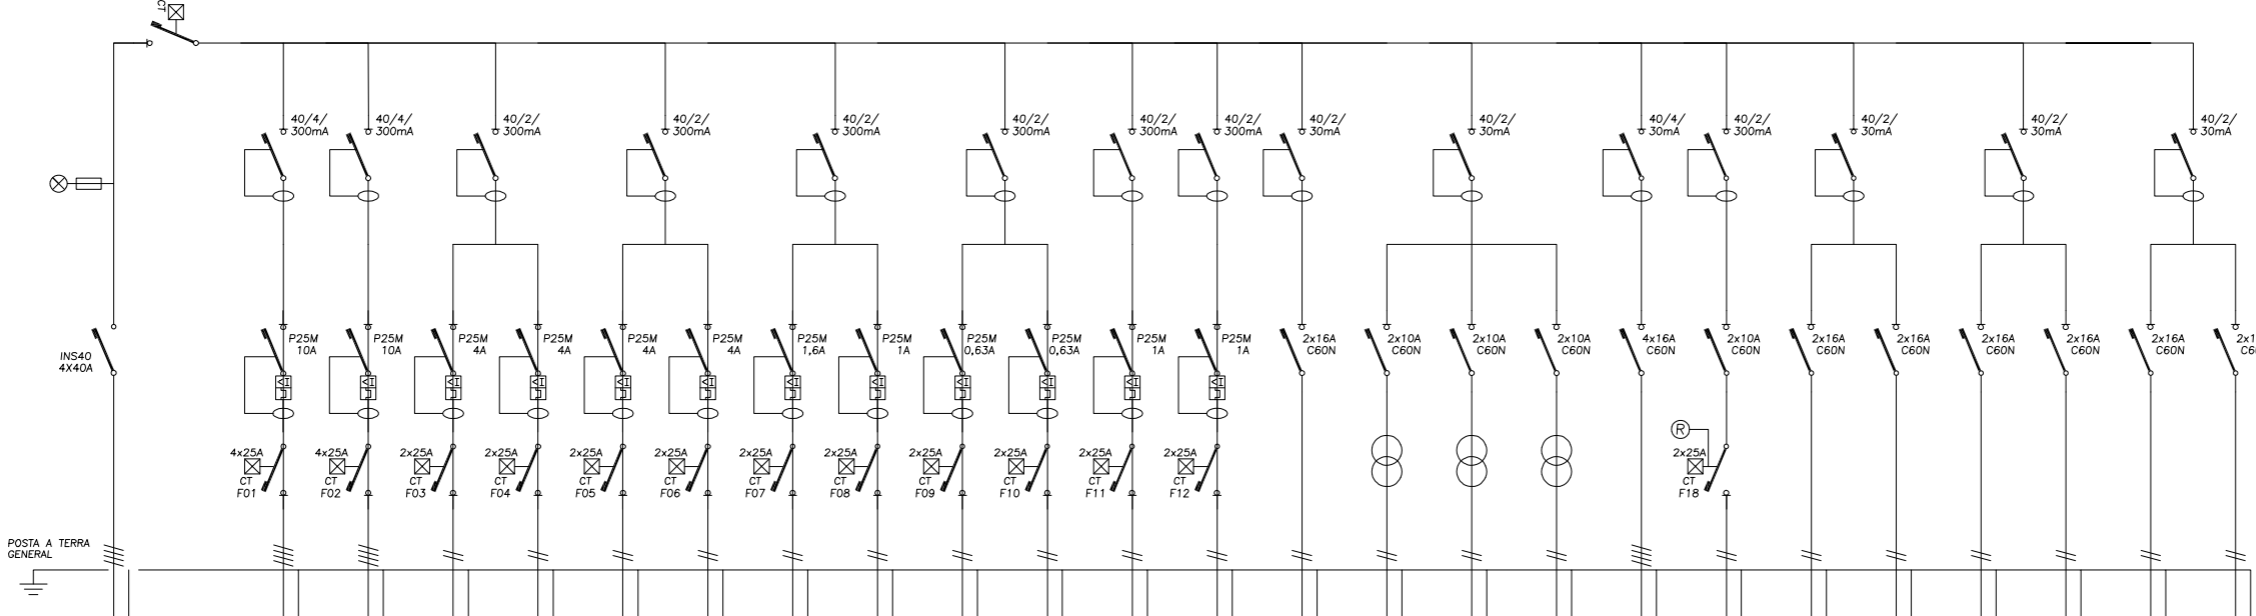 CT
40/4/
300mA
40/4/
300mA
40/2/
300mA
40/2/
300mA
40/2/
300mA
40/2/
300mA
40/2/
300mA
40/2/
300mA
40/2/
30mA
40/2/
30mA
40/4/
30mA
40/2/
300mA
40/2/
30mA
40/2/
30mA
40/2/
30mA
INS40
4X40A
P25M
10A
P25M
10A
P25M
4A
P25M
4A
P25M
4A
P25M
4A
P25M
1,6A
P25M
1A
P25M
0,63A
P25M
0,63A
P25M
1A
P25M
1A
2x16A
C60N
2x10A
C60N
2x10A
C60N
2x10A
C60N
4x16A
C60N
2x10A
C60N
2x16A
C60N
2x16A
C60N
2x16A
C60N
2x16A
C60N
2x16A
C60N
4x25A
CT
F01
4x25A
CT
F02
2x25A
CT
F03
2x25A
CT
F04
2x25A
CT
F05
2x25A
CT
F06
2x25A
CT
F07
2x25A
CT
F08
2x25A
CT
F09
2x25A
CT
F10
2x25A
CT
F11
2x25A
CT
F12
R
2x25A
CT
F18
POSTA A TERRA
GENERAL